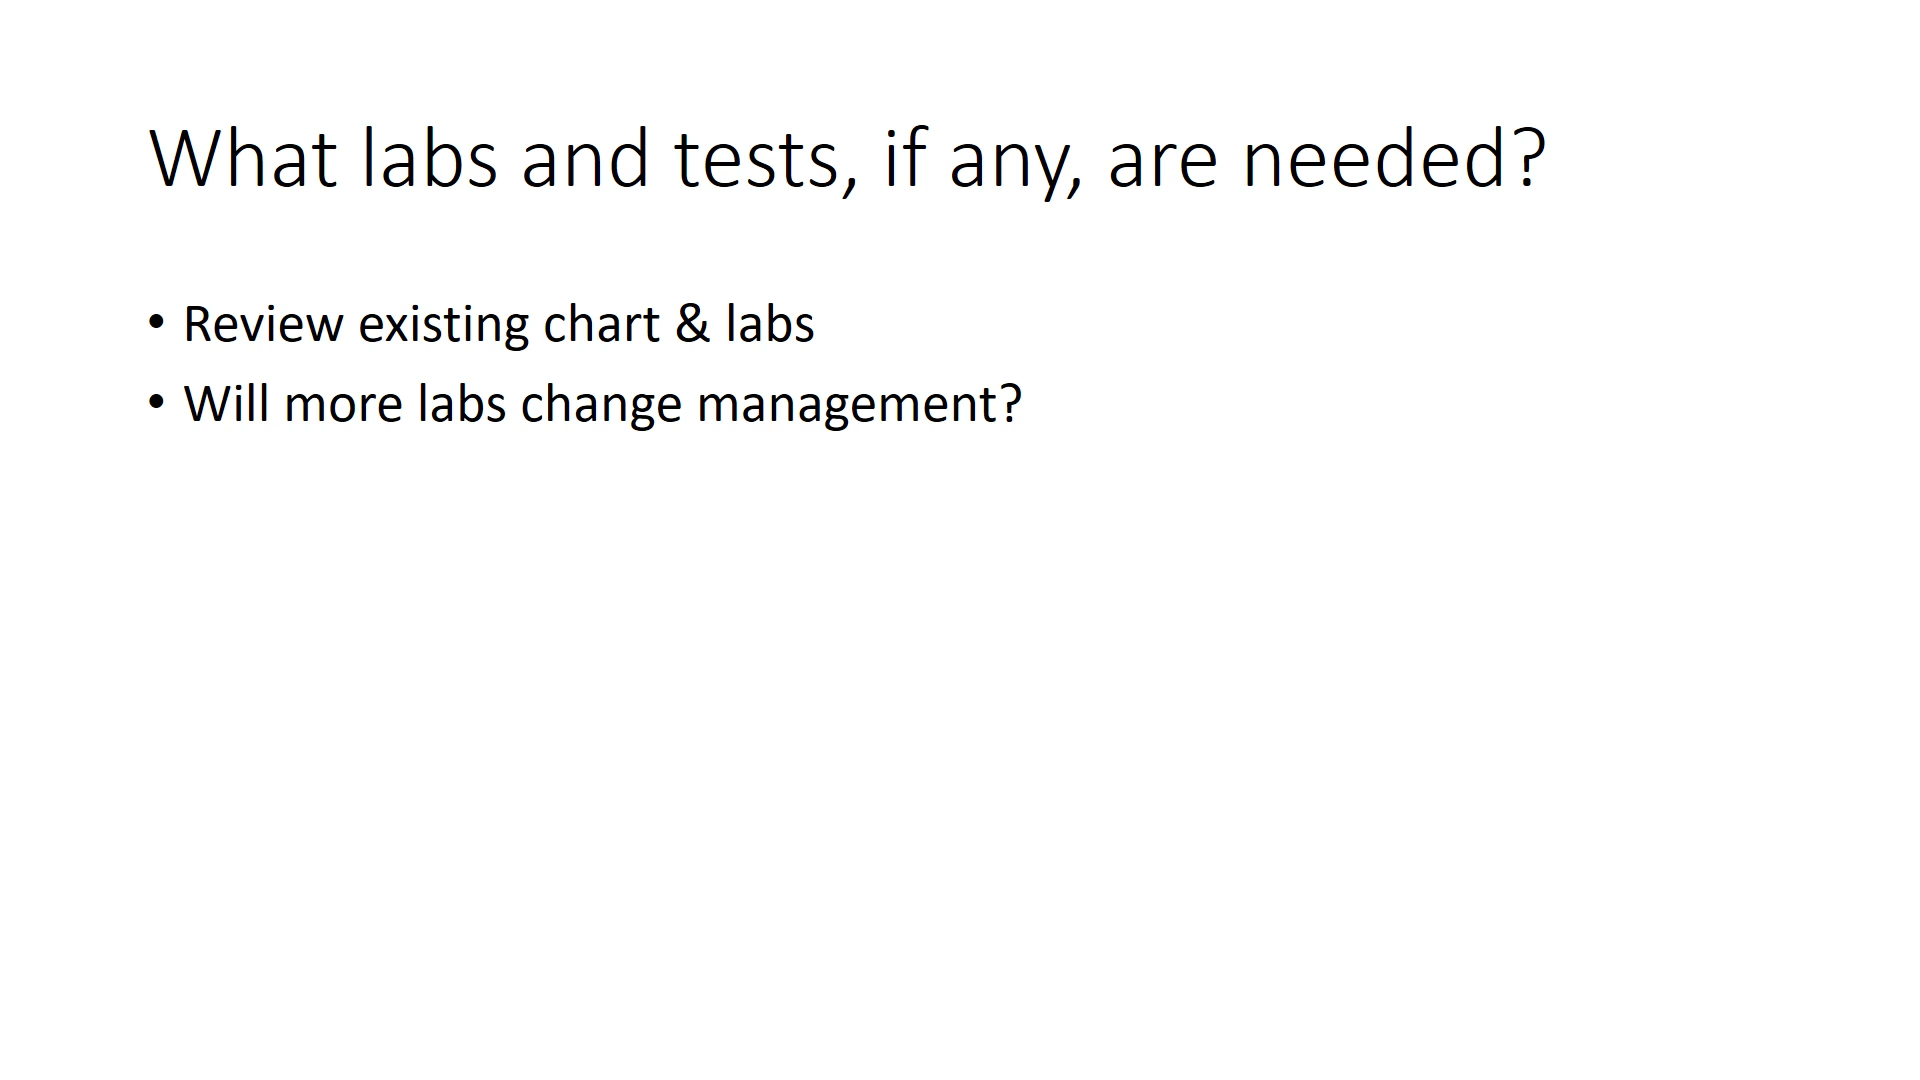 What labs and tests, if any, are needed?
• Review existing chart & labs
• Will more labs change management?